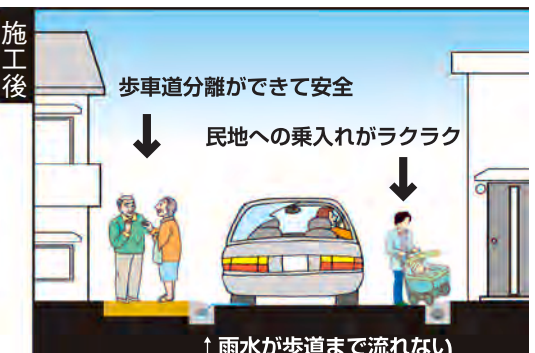 施工後
歩車道分離ができて安全
民地への乗入れがラクラク
↑雨水が歩道まで流れない